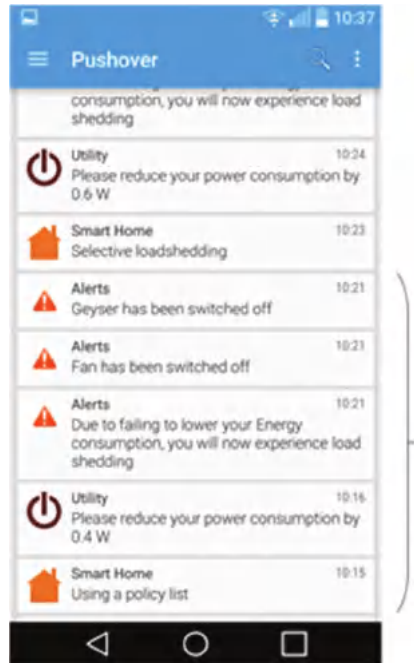 10:37
Pushover
consumption, you will now experience load
shedding
Utility 10:24
Please reduce your power consumption by
0.6 W
Smart Home 10:23
Selective loadshedding
Alerts 10:21
Geyser has been switched off
Alerts 10:21
Fan has been switched off
Alerts 10:21
Due to failing to lower your Energy
consumption, you will now experience load
shedding
Utility 10:16
Please reduce your power consumption by
0.4 W
Smart Home 10:15
Using a policy list